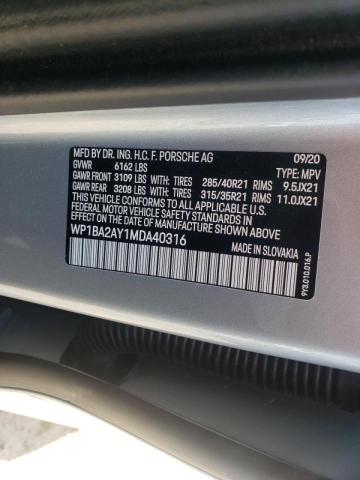 MFD BY DR. ING. H.C. F. PORSCHE AG 09/20
GVWR 6162 LBS TYPE: MPV
GAWR FRONT 3109 LBS WITH: TIRES 285/40R21 RIMS 9.5JX21
GAWR REAR 3208 LBS WITH: TIRES 315/35R21 RIMS 11.0JX21
THIS VEHICLE CONFORMS TO ALL APPLICABLE
FEDERAL MOTOR VEHICLE SAFETY STANDARDS IN
EFFECT ON THE DATE OF MANUFACTURE SHOWN ABOVE
WP1BA2AY1MDA40316 MADE IN SLOVAKIA
9Y3.010.016.P